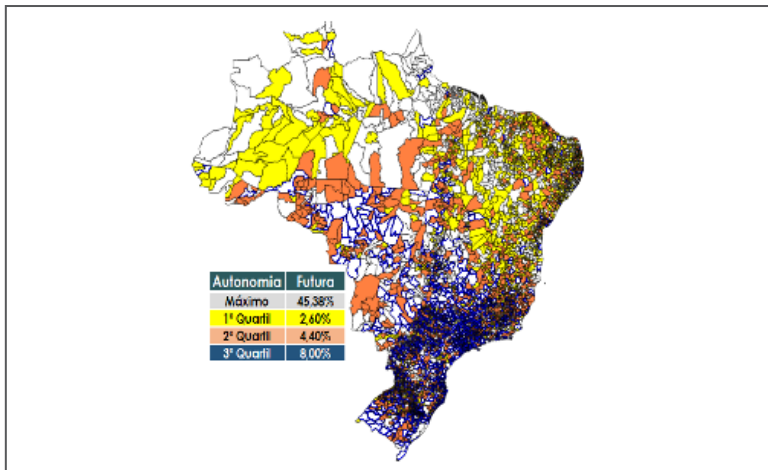 Autonomia Futura
Máximo 45,38%
1º Quartil 2,60%
2º Quartil 4,40%
3º Quartil 8,00%